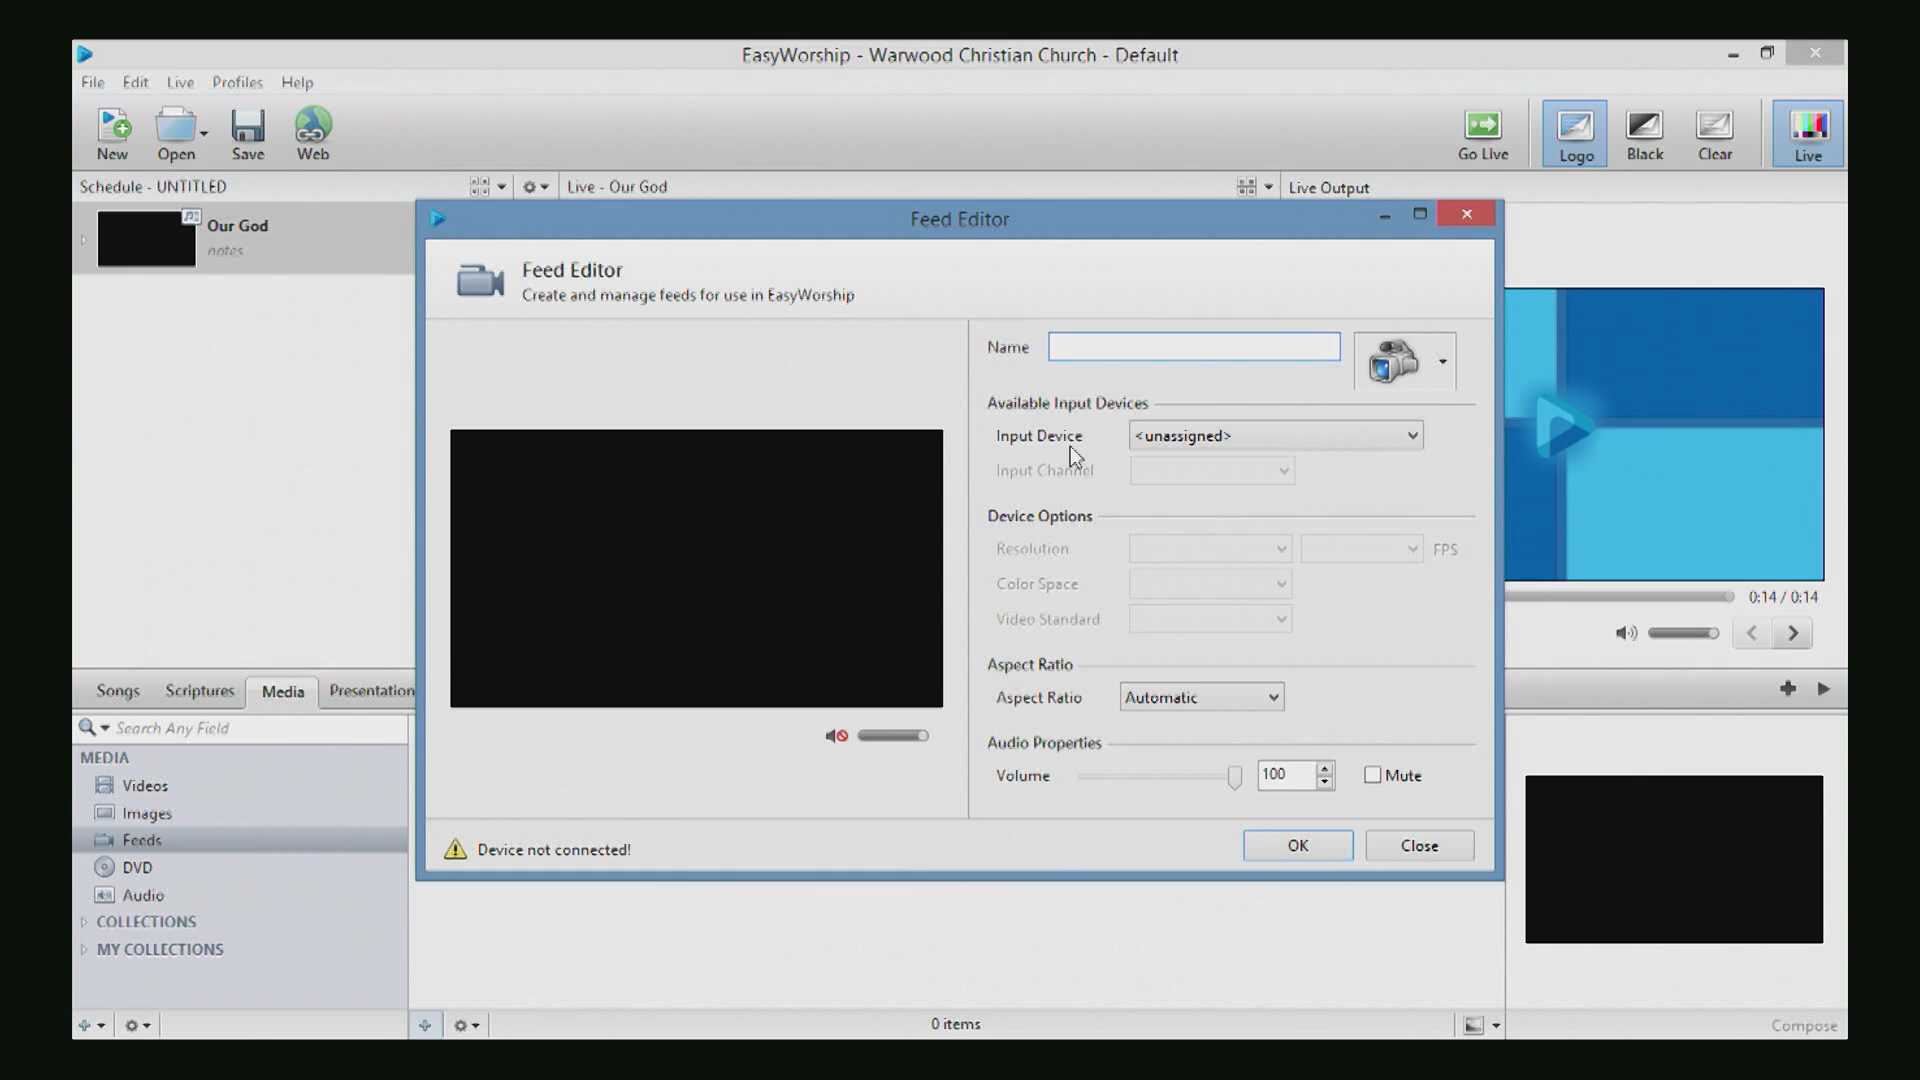 EasyWorship - Warwood Christian Church - Default
File Edit Live Profiles Help
New Open Save Web Go Live Logo Black Clear Live
Schedule - UNTITLED Live - Our God Live Output
Our God
notes
Feed Editor
Feed Editor
Create and manage feeds for use in EasyWorship
Name
Available Input Devices
Input Device <unassigned>
Input Channel
Device Options
Resolution FPS
Color Space
Video Standard
Aspect Ratio
Aspect Ratio Automatic
Audio Properties
Volume 100 Mute
Device not connected! OK Close
0:14 / 0:14
Songs Scriptures Media Presentation
Search Any Field
MEDIA
Videos
Images
Feeds
DVD
Audio
COLLECTIONS
MY COLLECTIONS
0 items Compose